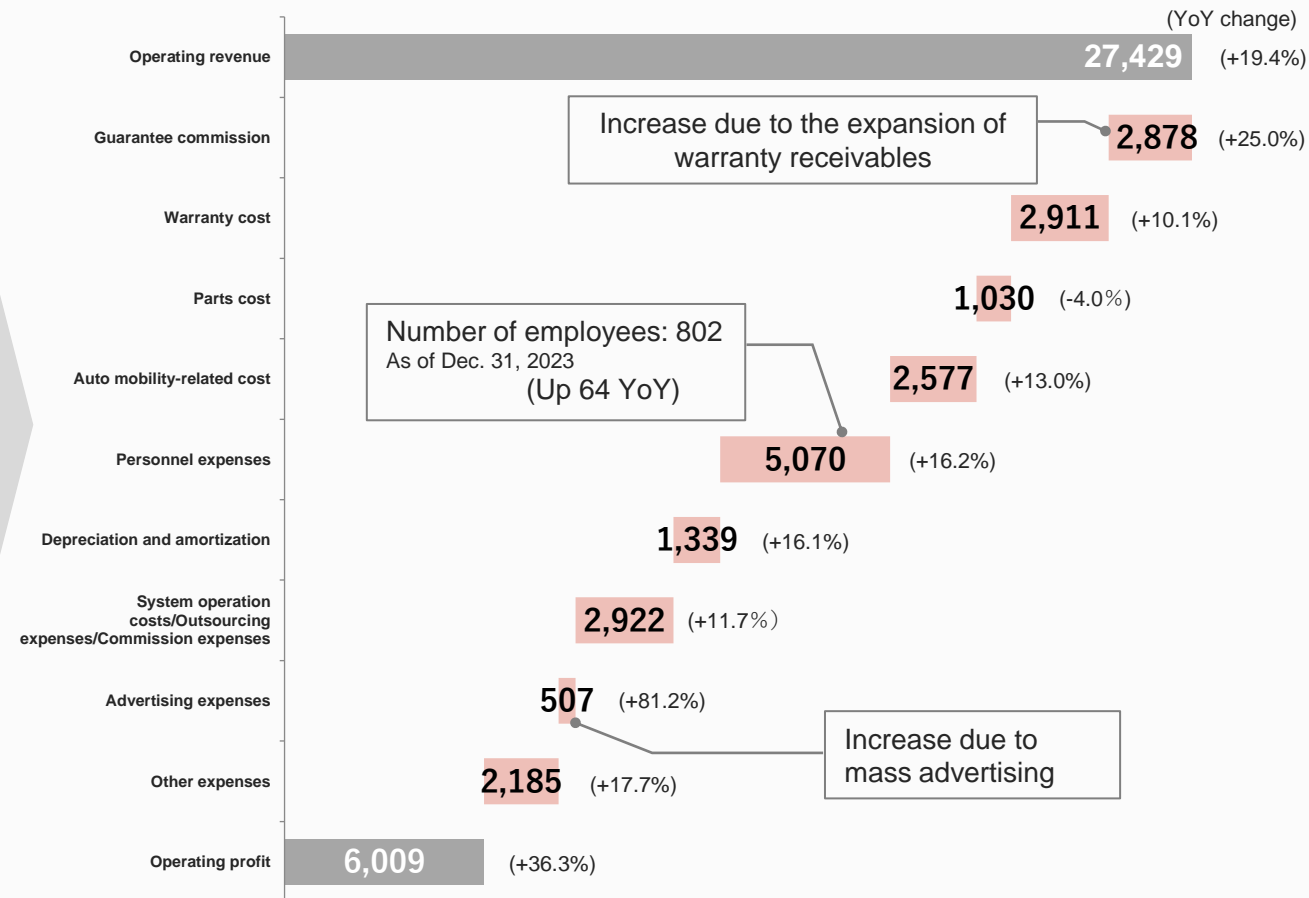 (YoY change)
Operating revenue
27,429
(+19.4%)
Guarantee commission
Increase due to the expansion of
warranty receivables
2,878
(+25.0%)
Warranty cost
2,911
(+10.1%)
Parts cost
1,030
(-4.0%)
Number of employees: 802
As of Dec. 31, 2023
(Up 64 YoY)
Auto mobility-related cost
2,577
(+13.0%)
Personnel expenses
5,070
(+16.2%)
Depreciation and amortization
1,339
(+16.1%)
System operation
costs/Outsourcing
expenses/Commission expenses
2,922
(+11.7%)
Advertising expenses
507
(+81.2%)
Increase due to
mass advertising
Other expenses
2,185
(+17.7%)
Operating profit
6,009
(+36.3%)